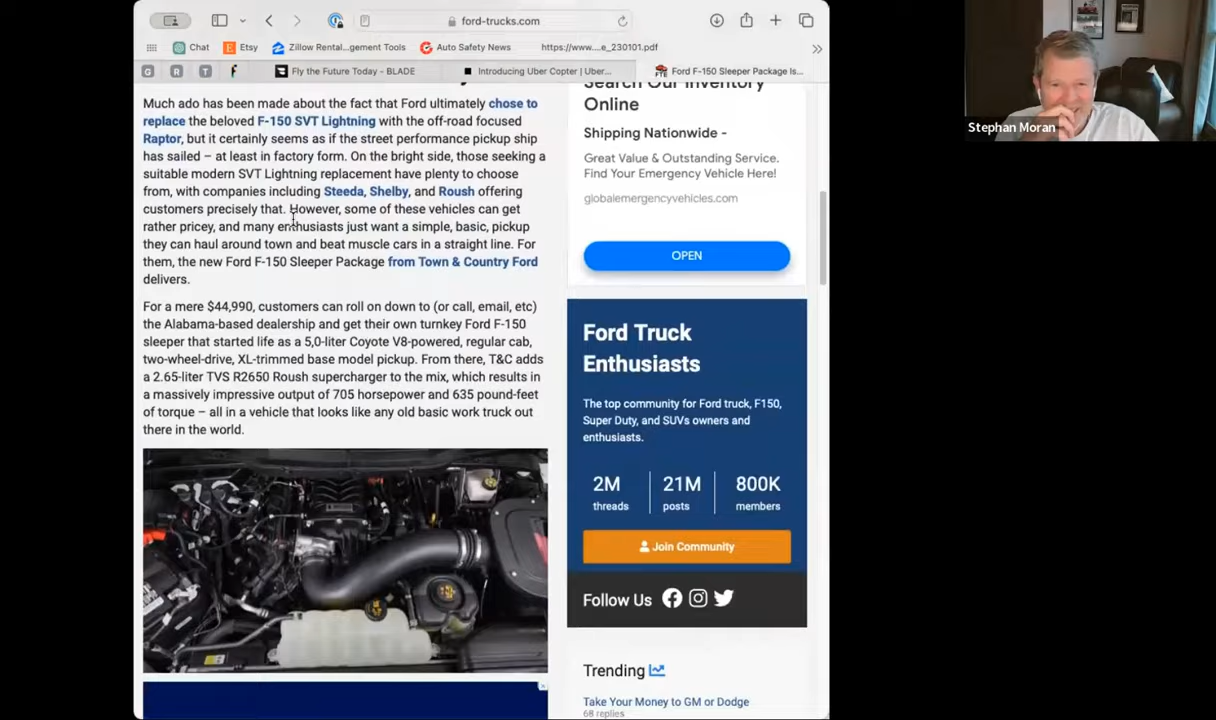 ford-trucks.com
Chat
Etsy
Zillow Rental...gement Tools
Auto Safety News
https://www....e_230101.pdf
G
R
T
Fly the Future Today - BLADE
Introducing Uber Copter | Uber...
Ford F-150 Sleeper Package Is...
Much ado has been made about the fact that Ford ultimately chose to
replace the beloved F-150 SVT Lightning with the off-road focused
Raptor, but it certainly seems as if the street performance pickup ship
has sailed – at least in factory form. On the bright side, those seeking a
suitable modern SVT Lightning replacement have plenty to choose
from, with companies including Steeda, Shelby, and Roush offering
customers precisely that. However, some of these vehicles can get
rather pricey, and many enthusiasts just want a simple, basic, pickup
they can haul around town and beat muscle cars in a straight line. For
them, the new Ford F-150 Sleeper Package from Town & Country Ford
delivers.
For a mere $44,990, customers can roll on down to (or call, email, etc)
the Alabama-based dealership and get their own turnkey Ford F-150
sleeper that started life as a 5,0-liter Coyote V8-powered, regular cab,
two-wheel-drive, XL-trimmed base model pickup. From there, T&C adds
a 2.65-liter TVS R2650 Roush supercharger to the mix, which results in
a massively impressive output of 705 horsepower and 635 pound-feet
of torque – all in a vehicle that looks like any old basic work truck out
there in the world.
Search Our Inventory
Online
Shipping Nationwide -
Great Value & Outstanding Service.
Find Your Emergency Vehicle Here!
globalemergencyvehicles.com
OPEN
Ford Truck
Enthusiasts
The top community for Ford truck, F150,
Super Duty, and SUVs owners and
enthusiasts.
2M 21M 800K
threads posts members
Join Community
Follow Us
Trending
Take Your Money to GM or Dodge
68 replies
Stephan Moran